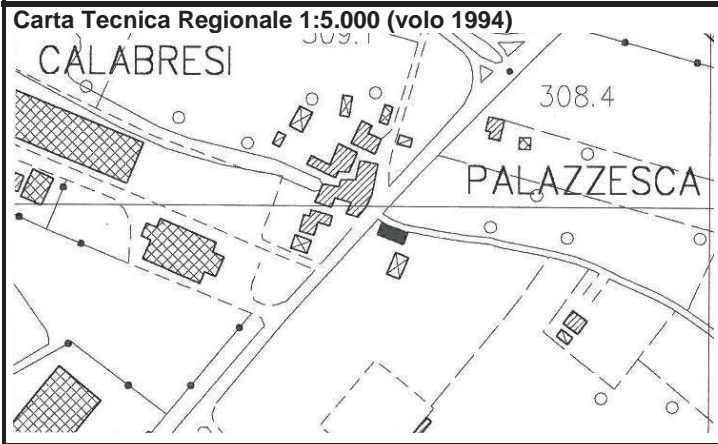 Carta Tecnica Regionale 1:5.000 (volo 1994)
CALABRESI
308.4
PALAZZESCA